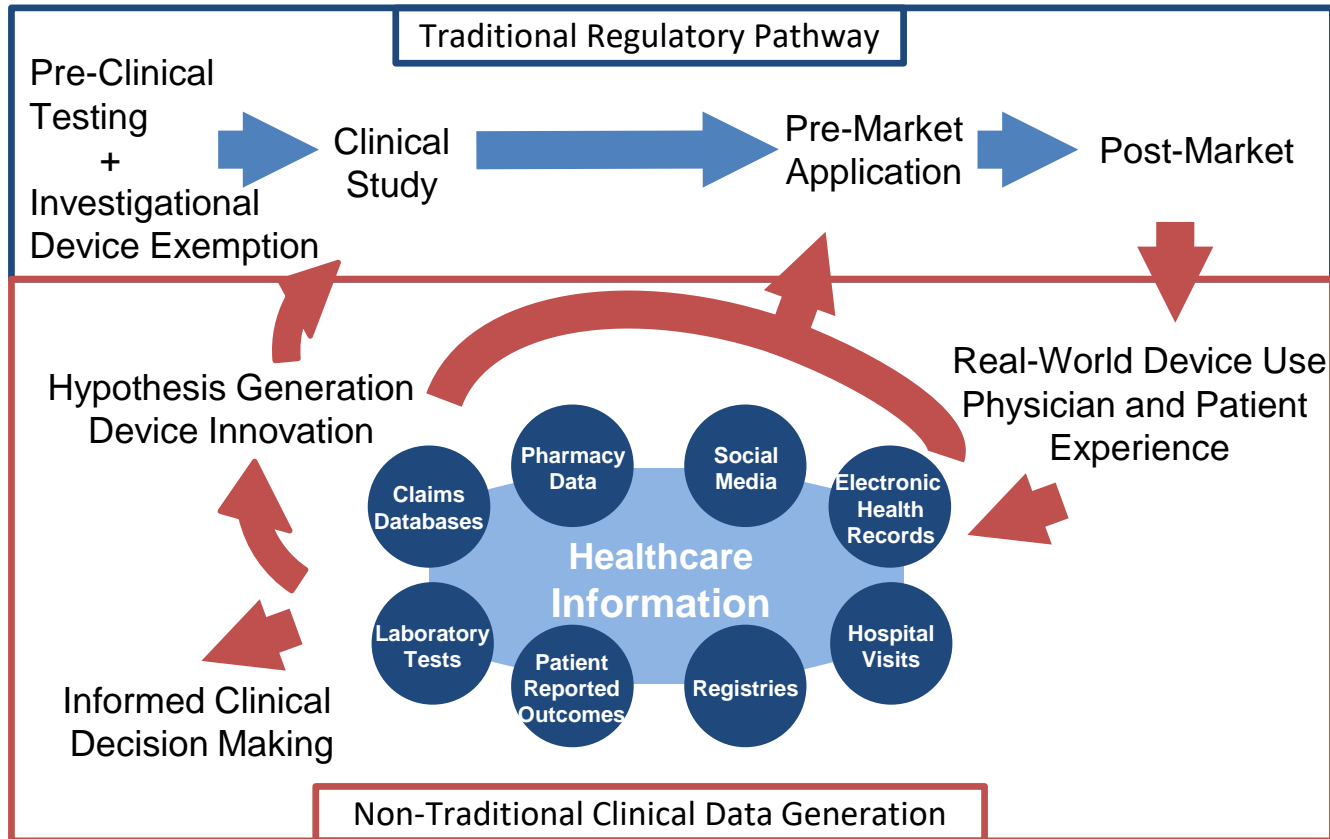 Traditional Regulatory Pathway
Pre-Clinical
Testing
+
Investigational
Device Exemption
Clinical
Study
Pre-Market
Application
Post-Market
Hypothesis Generation
Device Innovation
Real-World Device Use
Physician and Patient
Experience
Claims
Databases
Pharmacy
Data
Social
Media
Electronic
Health
Records
Healthcare
Information
Laboratory
Tests
Patient
Reported
Outcomes
Registries
Hospital
Visits
Informed Clinical
Decision Making
Non-Traditional Clinical Data Generation